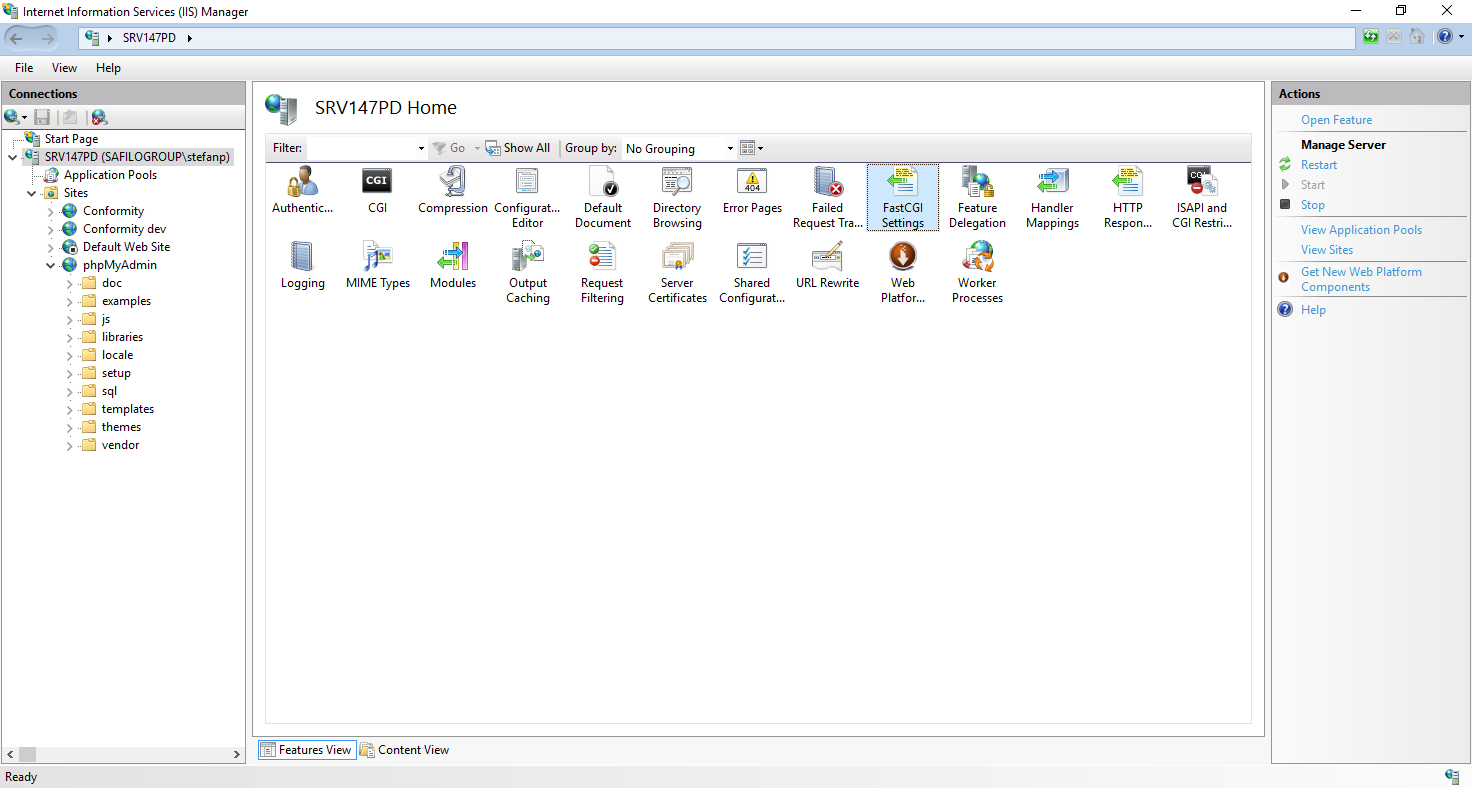 Internet Information Services (IIS) Manager
SRV147PD
File View Help
Connections
Start Page
SRV147PD (SAFILOGROUP\stefanp)
Application Pools
Sites
Conformity
Conformity dev
Default Web Site
phpMyAdmin
doc
examples
js
libraries
locale
setup
sql
templates
themes
vendor
SRV147PD Home
Filter: Go Show All Group by: No Grouping
Authentic... CGI Compression Configurat... Editor Default Document Directory Browsing Error Pages Failed Request Tra... FastCGI Settings Feature Delegation Handler Mappings HTTP Respon... ISAPI and CGI Restri...
CGI
404
Logging MIME Types Modules Output Caching Request Filtering Server Certificates Shared Configurat... URL Rewrite Web Platfor... Worker Processes
Features View Content View
Actions
Open Feature
Manage Server
Restart
Start
Stop
View Application Pools
View Sites
Get New Web Platform
Components
Help
Ready